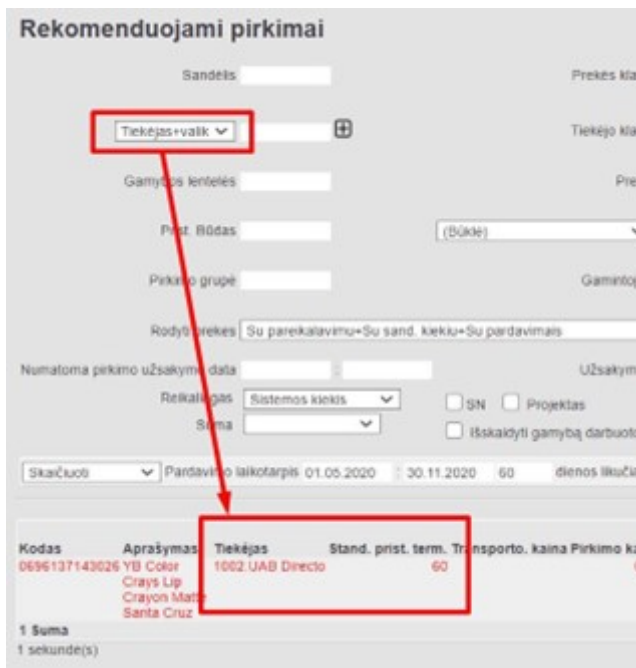 Rekomenduojami pirkimai
Sandėlis Prekės kla
Tiekėjas+valik Tiekėjo kla
Gamybos lentelės Pre
Prist. Būdas (Būklė)
Pirkimo grupė Gamintoj
Rodyti prekes Su pareikalavimu+Su sand. kiekiu+Su pardavimais
Numatoma pirkimo užsakymo data : Užsakym
Reikalingas Sistemos kiekis SN Projektas
Suma Išskaidyti gamybą darbuoto
Skaičiuoti Pardavimo laikotarpis 01.05.2020 : 30.11.2020 60 dienos likučia
Kodas Aprašymas Tiekėjas Stand. prist. term. Transporto. kaina Pirkimo ka
0696137143026 YB Color 1002:UAB Directo 60
Crays Lip
Crayon Matte
Santa Cruz
1 Suma
1 sekundė(s)